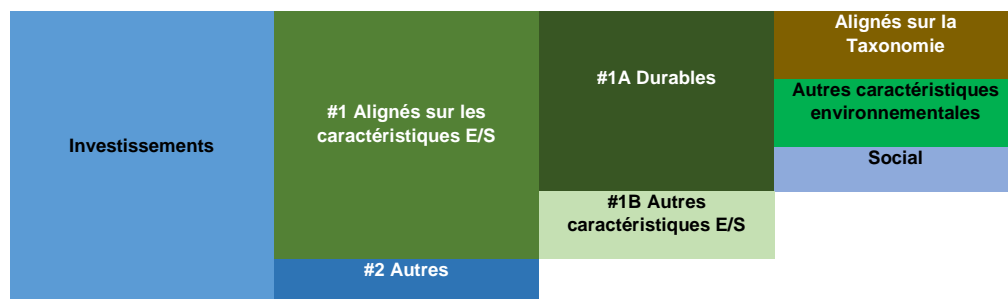 Investissements
#1 Alignés sur les
caractéristiques E/S
#2 Autres
#1A Durables
#1B Autres
caractéristiques E/S
Alignés sur la
Taxonomie
Autres caractéristiques
environnementales
Social